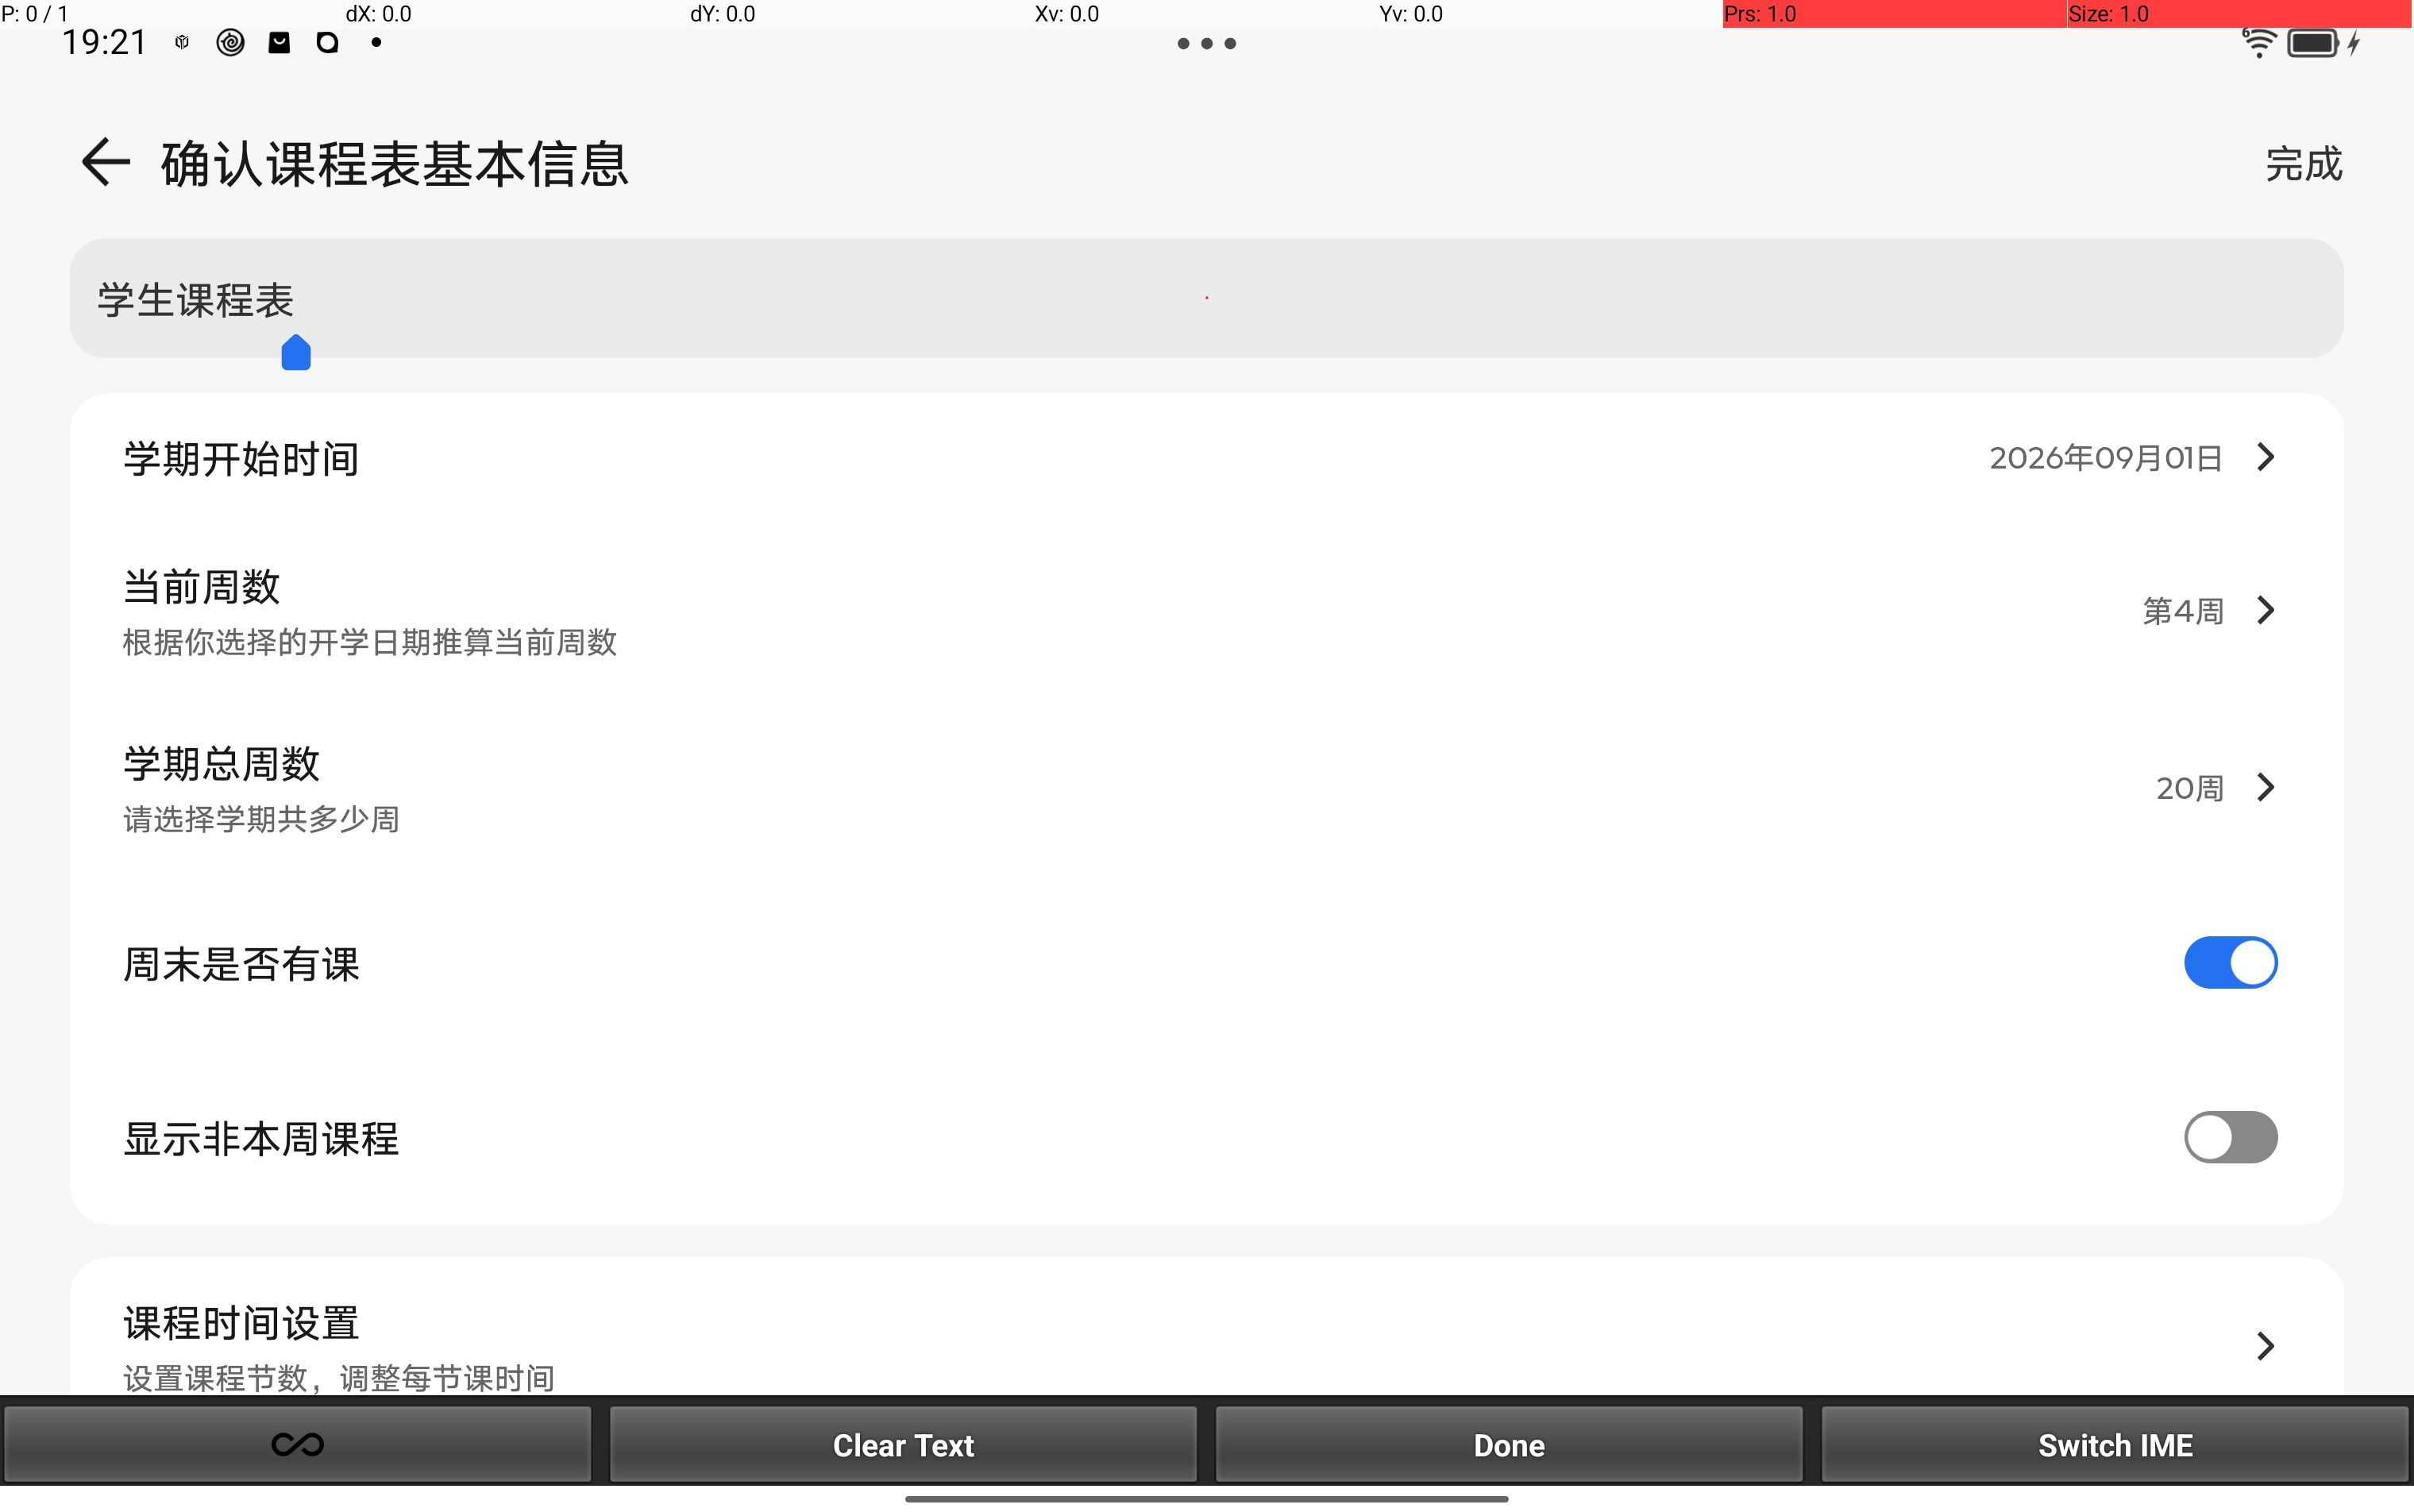 P: 0 / 1 dX: 0.0 dY: 0.0 Xv: 0.0 Yv: 0.0 Prs: 1.0 Size: 1.0
19:21
6
确认课程表基本信息
完成
学生课程表
学期开始时间
2026年09月01日
当前周数
根据你选择的开学日期推算当前周数
第4周
学期总周数
请选择学期共多少周
20周
周末是否有课
显示非本周课程
课程时间设置
设置课程节数，调整每节课时间
Clear Text
Done
Switch IME